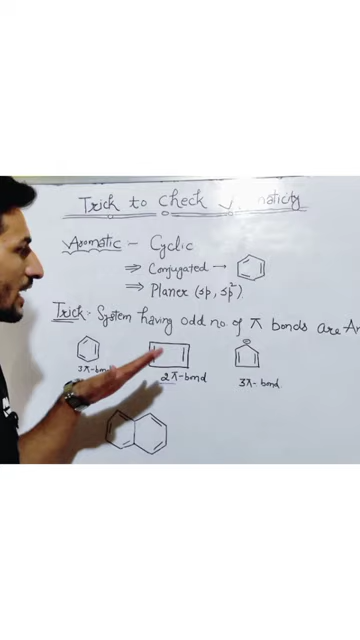 Trick to Check
Aromatic - Cyclic
⇒ Conjugated →
⇒ Planer (sp, sp²)
Trick:- System having odd no of π bonds are
3π-bond
2π-bond
3π-bond